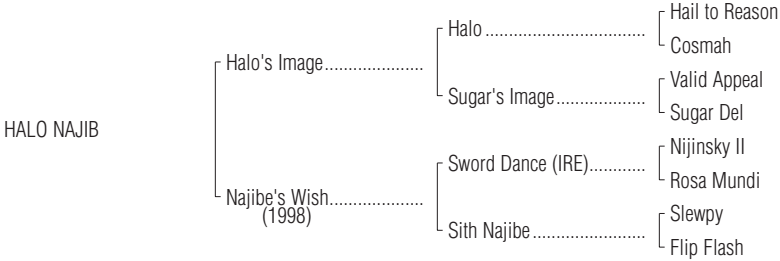 Hail to Reason
Halo ................................
Cosmah
Halo's Image....................
Valid Appeal
Sugar's Image..................
Sugar Del
HALO NAJIB
Nijinsky II
Sword Dance (IRE)............
Rosa Mundi
Najibe's Wish...................
(1998)
Slewpy
Sith Najibe.......................
Flip Flash